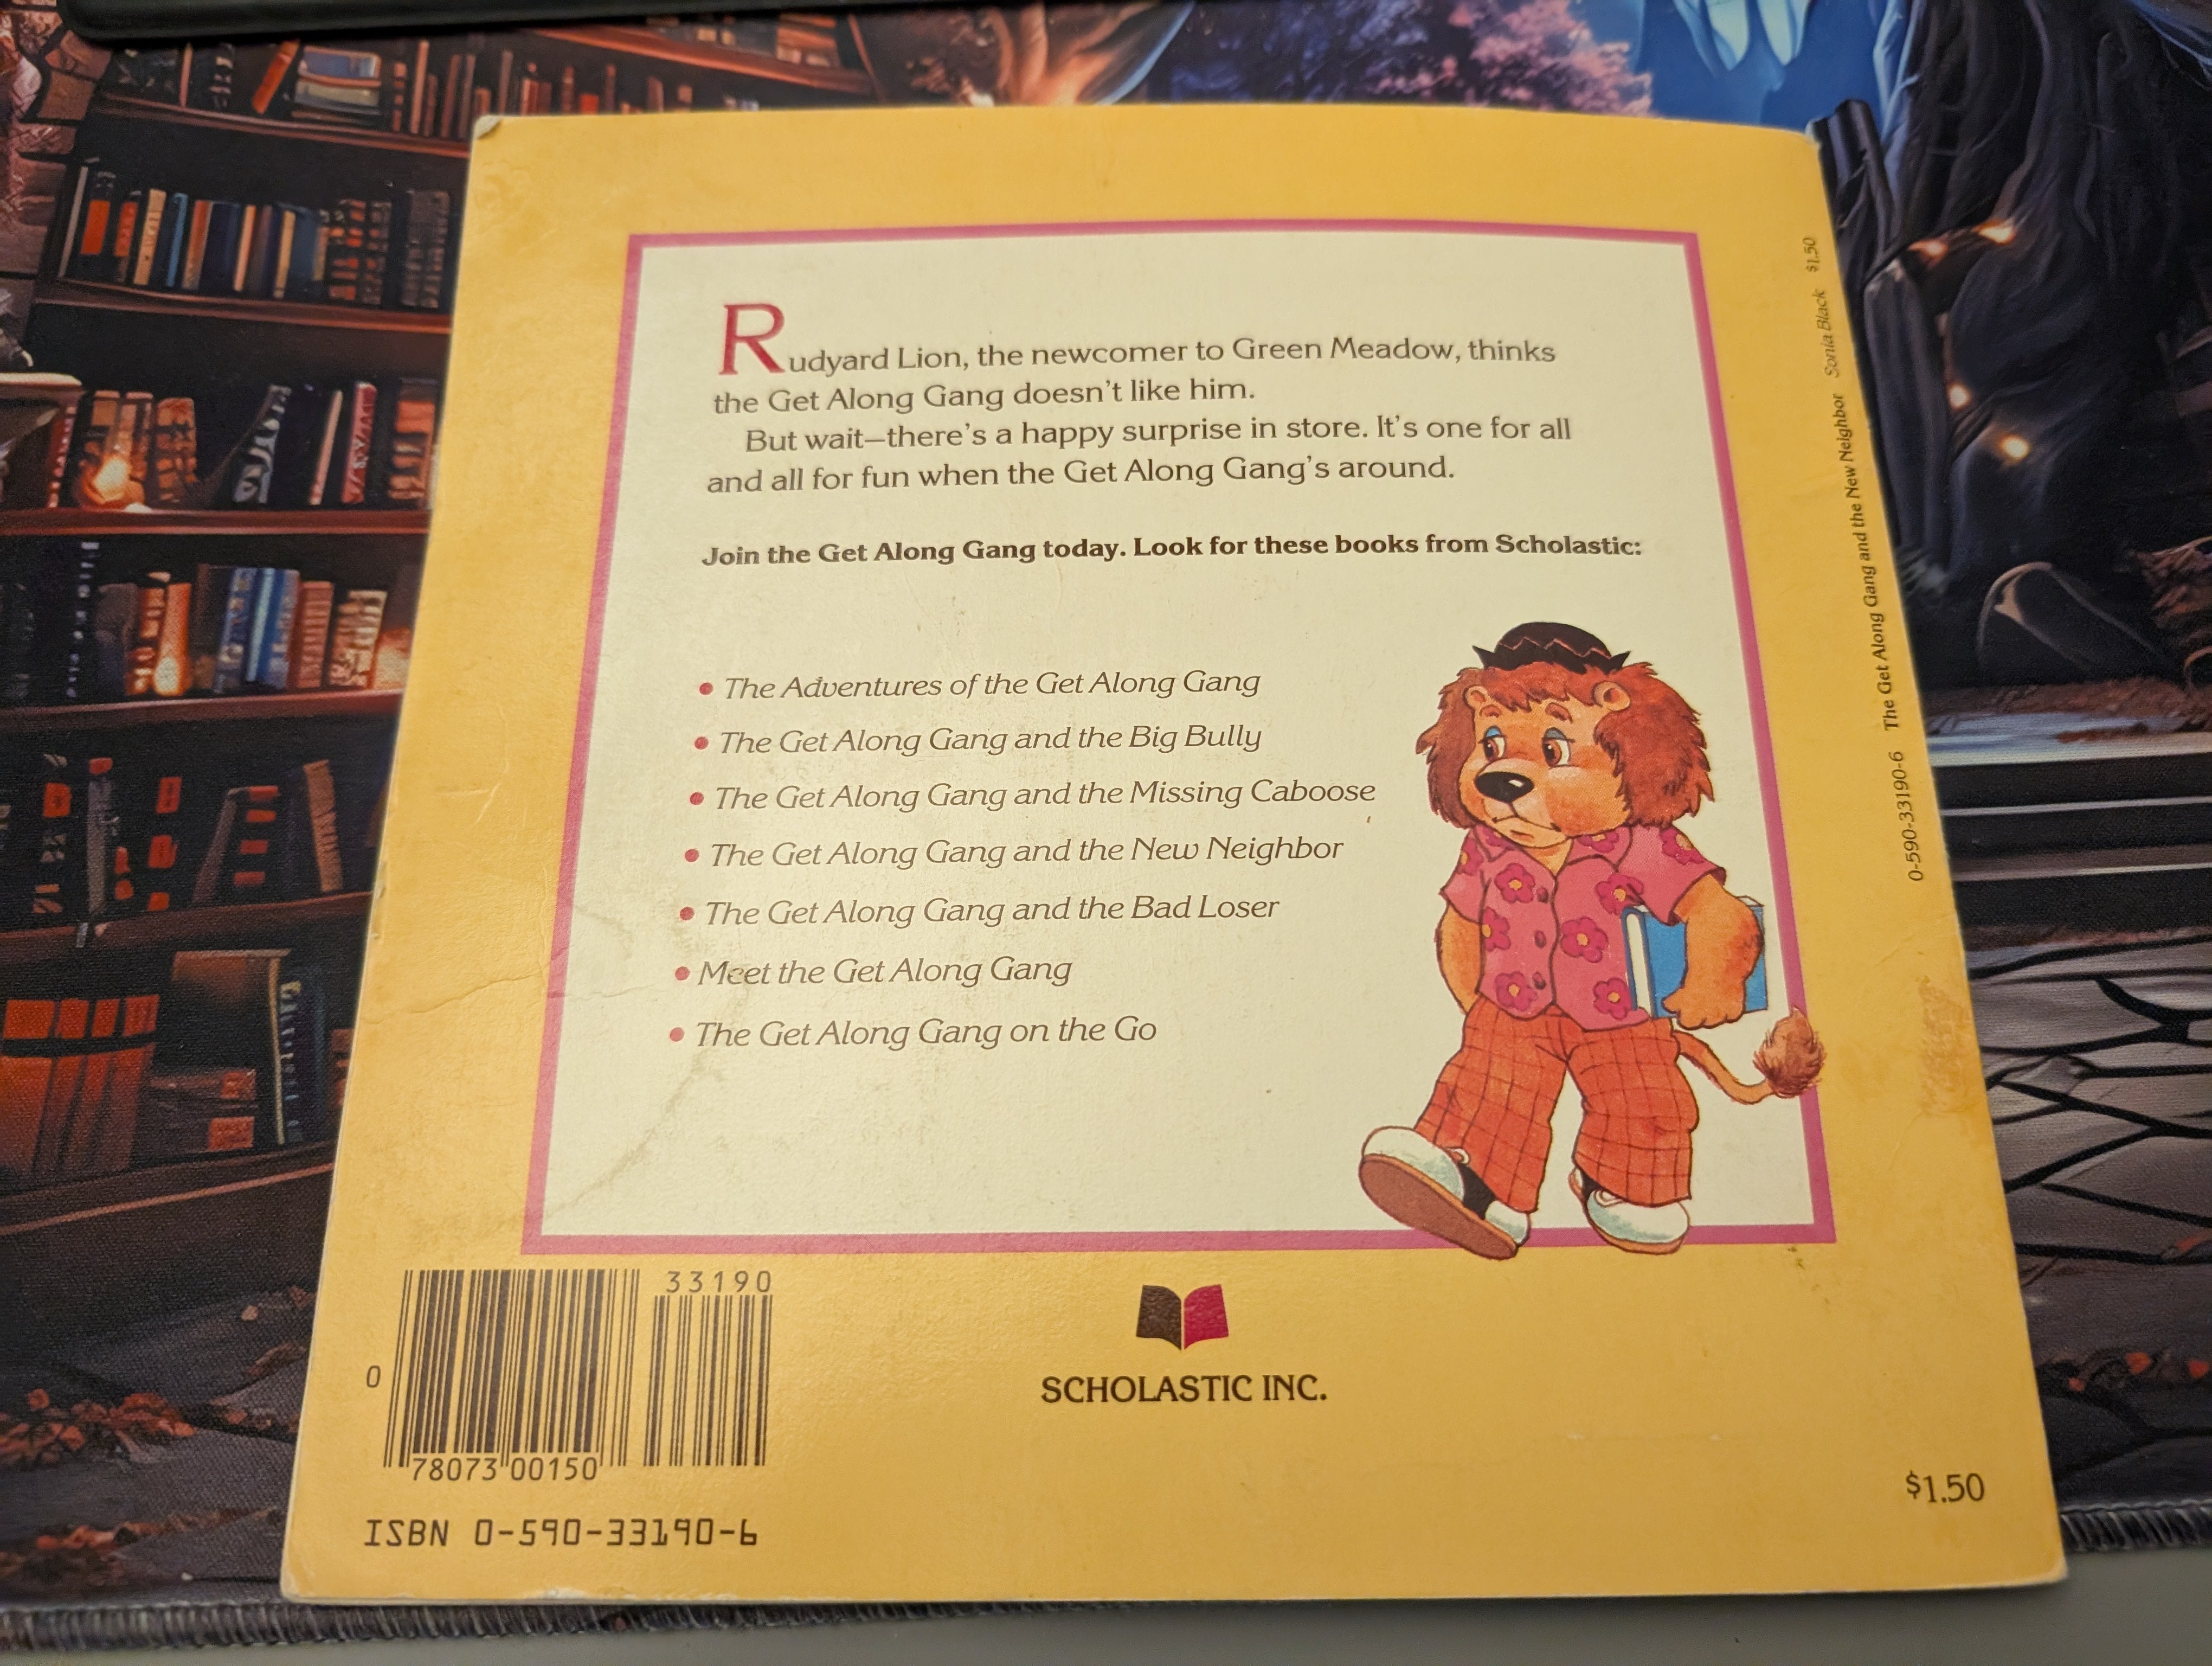 Rudyard Lion, the newcomer to Green Meadow, thinks
the Get Along Gang doesn't like him.
But wait—there's a happy surprise in store. It's one for all
and all for fun when the Get Along Gang's around.
Join the Get Along Gang today. Look for these books from Scholastic:
• The Adventures of the Get Along Gang
• The Get Along Gang and the Big Bully
• The Get Along Gang and the Missing Caboose
• The Get Along Gang and the New Neighbor
• The Get Along Gang and the Bad Loser
• Meet the Get Along Gang
• The Get Along Gang on the Go
33190
0
78073 00150
ISBN 0-590-33190-6
SCHOLASTIC INC.
$1.50
0-590-33190-6 The Get Along Gang and the New Neighbor Sonia Black $1.50